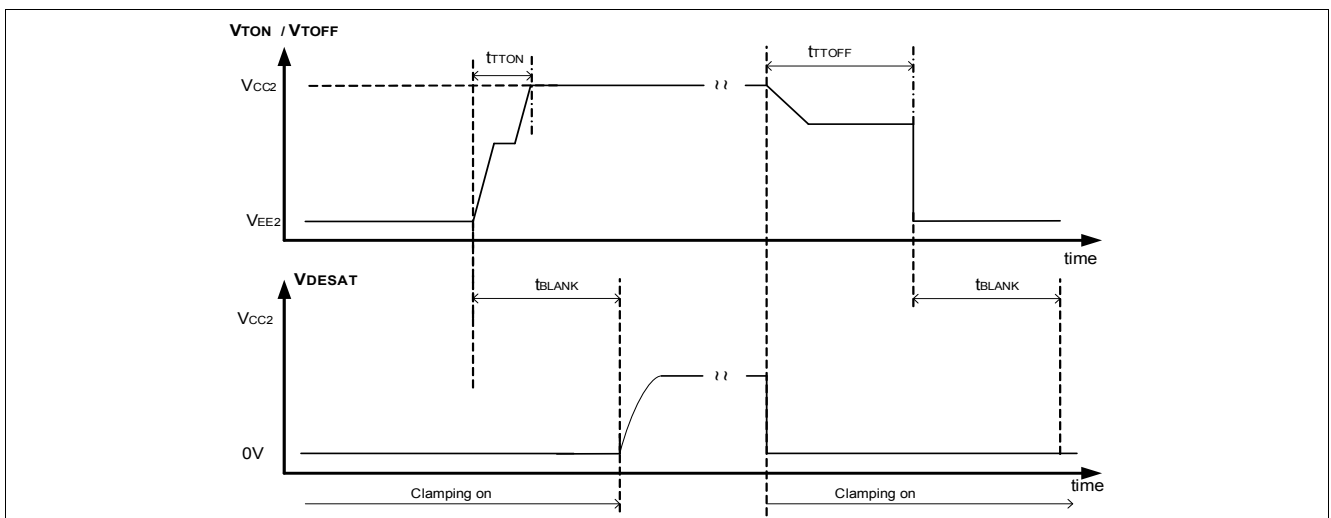 VTON / VTOFF
tTTON
tTTOFF
VCC2
VEE2
time
VDESAT
tBLANK
tBLANK
VCC2
0V
time
Clamping on
Clamping on